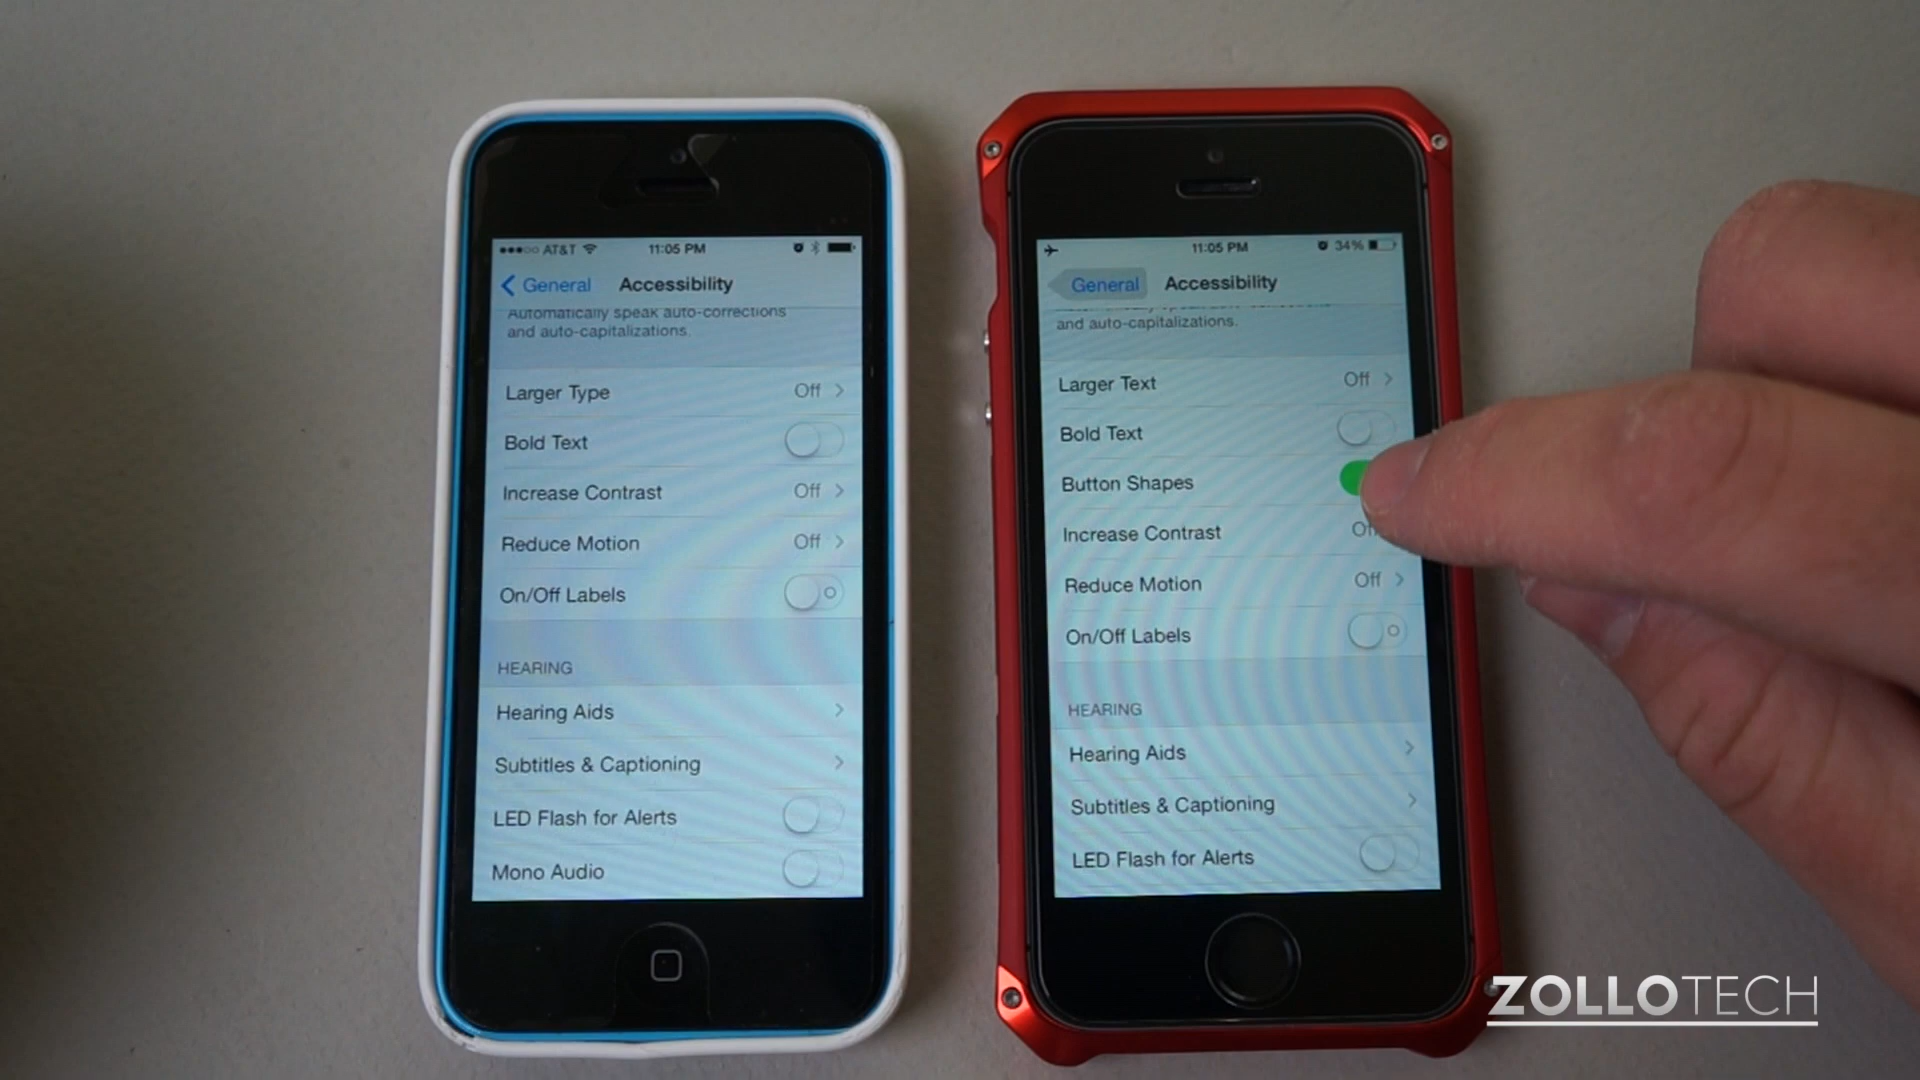 AT&T 11:05 PM
General Accessibility
Automatically speak auto-corrections
and auto-capitalizations.
Larger Type Off
Bold Text
Increase Contrast Off
Reduce Motion Off
On/Off Labels
HEARING
Hearing Aids
Subtitles & Captioning
LED Flash for Alerts
Mono Audio
11:05 PM 34%
General Accessibility
and auto-capitalizations.
Larger Text Off
Bold Text
Button Shapes
Increase Contrast
Reduce Motion Off
On/Off Labels
HEARING
Hearing Aids
Subtitles & Captioning
LED Flash for Alerts
ZOLLOTECH